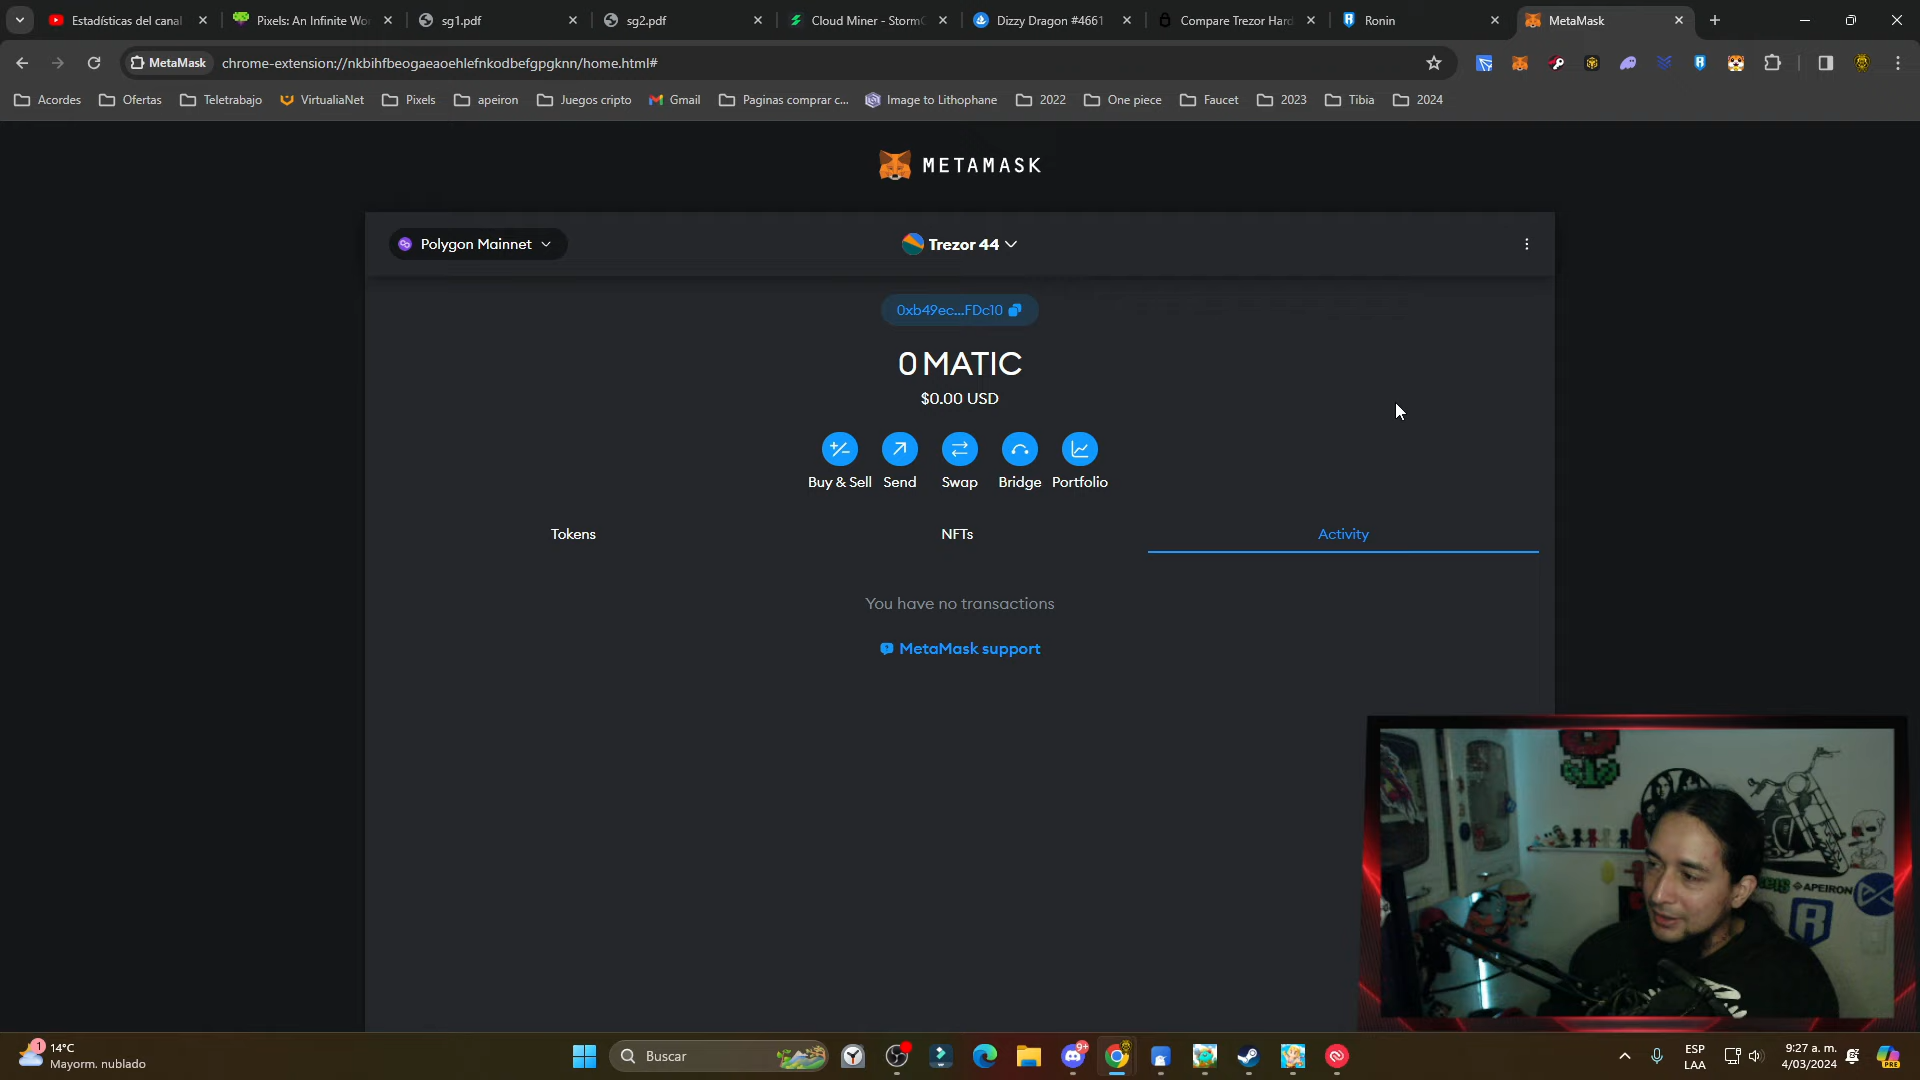 Estadísticas del canal
Pixels: An Infinite Wo
sg1.pdf
sg2.pdf
Cloud Miner - Storm
Dizzy Dragon #4661
Compare Trezor Hard
Ronin
MetaMask
MetaMask
chrome-extension://nkbihfbeogaeaoehlefnkodbefgpgknn/home.html#
Acordes
Ofertas
Teletrabajo
VirtualiaNet
Pixels
apeiron
Juegos cripto
Gmail
Paginas comprar c...
Image to Lithophane
2022
One piece
Faucet
2023
Tibia
2024
METAMASK
Polygon Mainnet
Trezor 44
0xb49ec...FDc10
0 MATIC
$0.00 USD
Buy & Sell
Send
Swap
Bridge
Portfolio
Tokens
NFTs
Activity
You have no transactions
MetaMask support
APEIRON
1
14°C
Mayorm. nublado
Buscar
9+
ESP
LAA
9:27 a. m.
4/03/2024
PRE